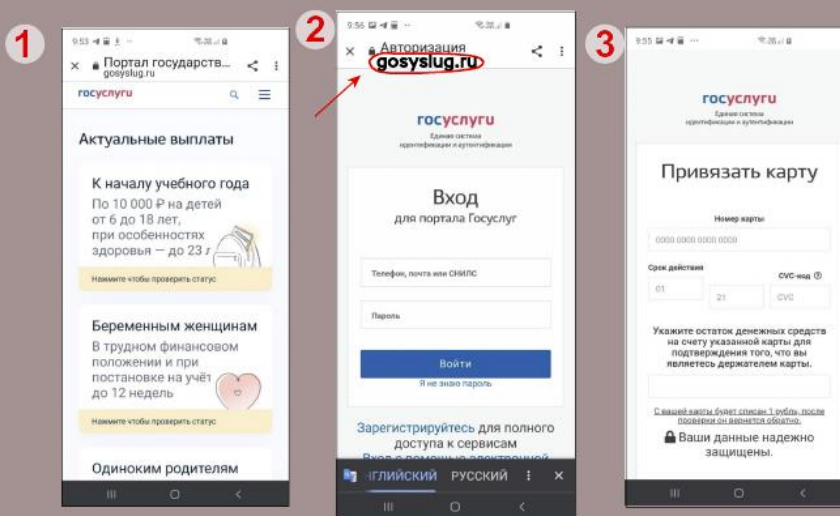 1
9:53
Портал государств...
gosyslug.ru
госуслуги
Актуальные выплаты
К началу учебного года
По 10 000 ₽ на детей
от 6 до 18 лет,
при особенностях
здоровья — до 23 г
Нажмите чтобы проверить статус
Беременным женщинам
В трудном финансовом
положении и при
постановке на учёт
до 12 недель
Нажмите чтобы проверить статус
Одиноким родителям
2
9:56
Авторизация
gosyslug.ru
госуслуги
Единая система
идентификации и аутентификации
Вход
для портала Госуслуг
Телефон, почта или СНИЛС
Пароль
Войти
Я не знаю пароль
Зарегистрируйтесь для полного
доступа к сервисам
Вход с помощью электронной
НГЛИЙСКИЙ РУССКИЙ
3
9:55
госуслуги
Единая система
идентификации и аутентификации
Привязать карту
Номер карты
0000 0000 0000 0000
Срок действия
CVC-код
01
21
CVC
Укажите остаток денежных средств
на счету указанной карты для
подтверждения того, что вы
являетесь держателем карты.
С вашей карты будет списан 1 рубль, после
проверки он вернется обратно.
Ваши данные надежно
защищены.